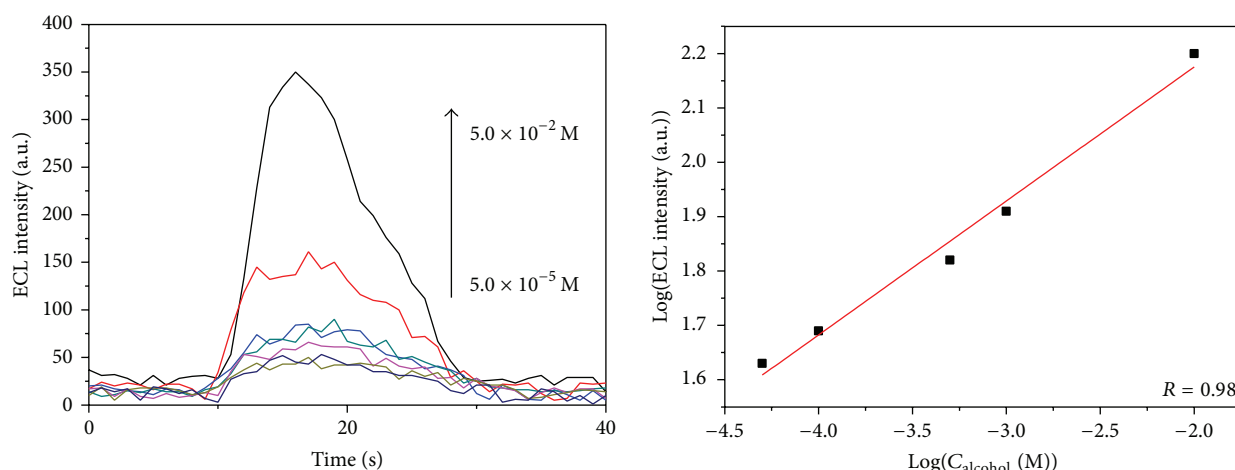 400
350
300
250
200
150
100
50
0
ECL intensity (a.u.)
5.0 × 10⁻² M
5.0 × 10⁻⁵ M
0 20 40
Time (s)
2.2
2.1
2.0
1.9
1.8
1.7
1.6
Log(ECL intensity (a.u.))
R = 0.98
−4.5 −4.0 −3.5 −3.0 −2.5 −2.0
Log(C_alcohol (M))